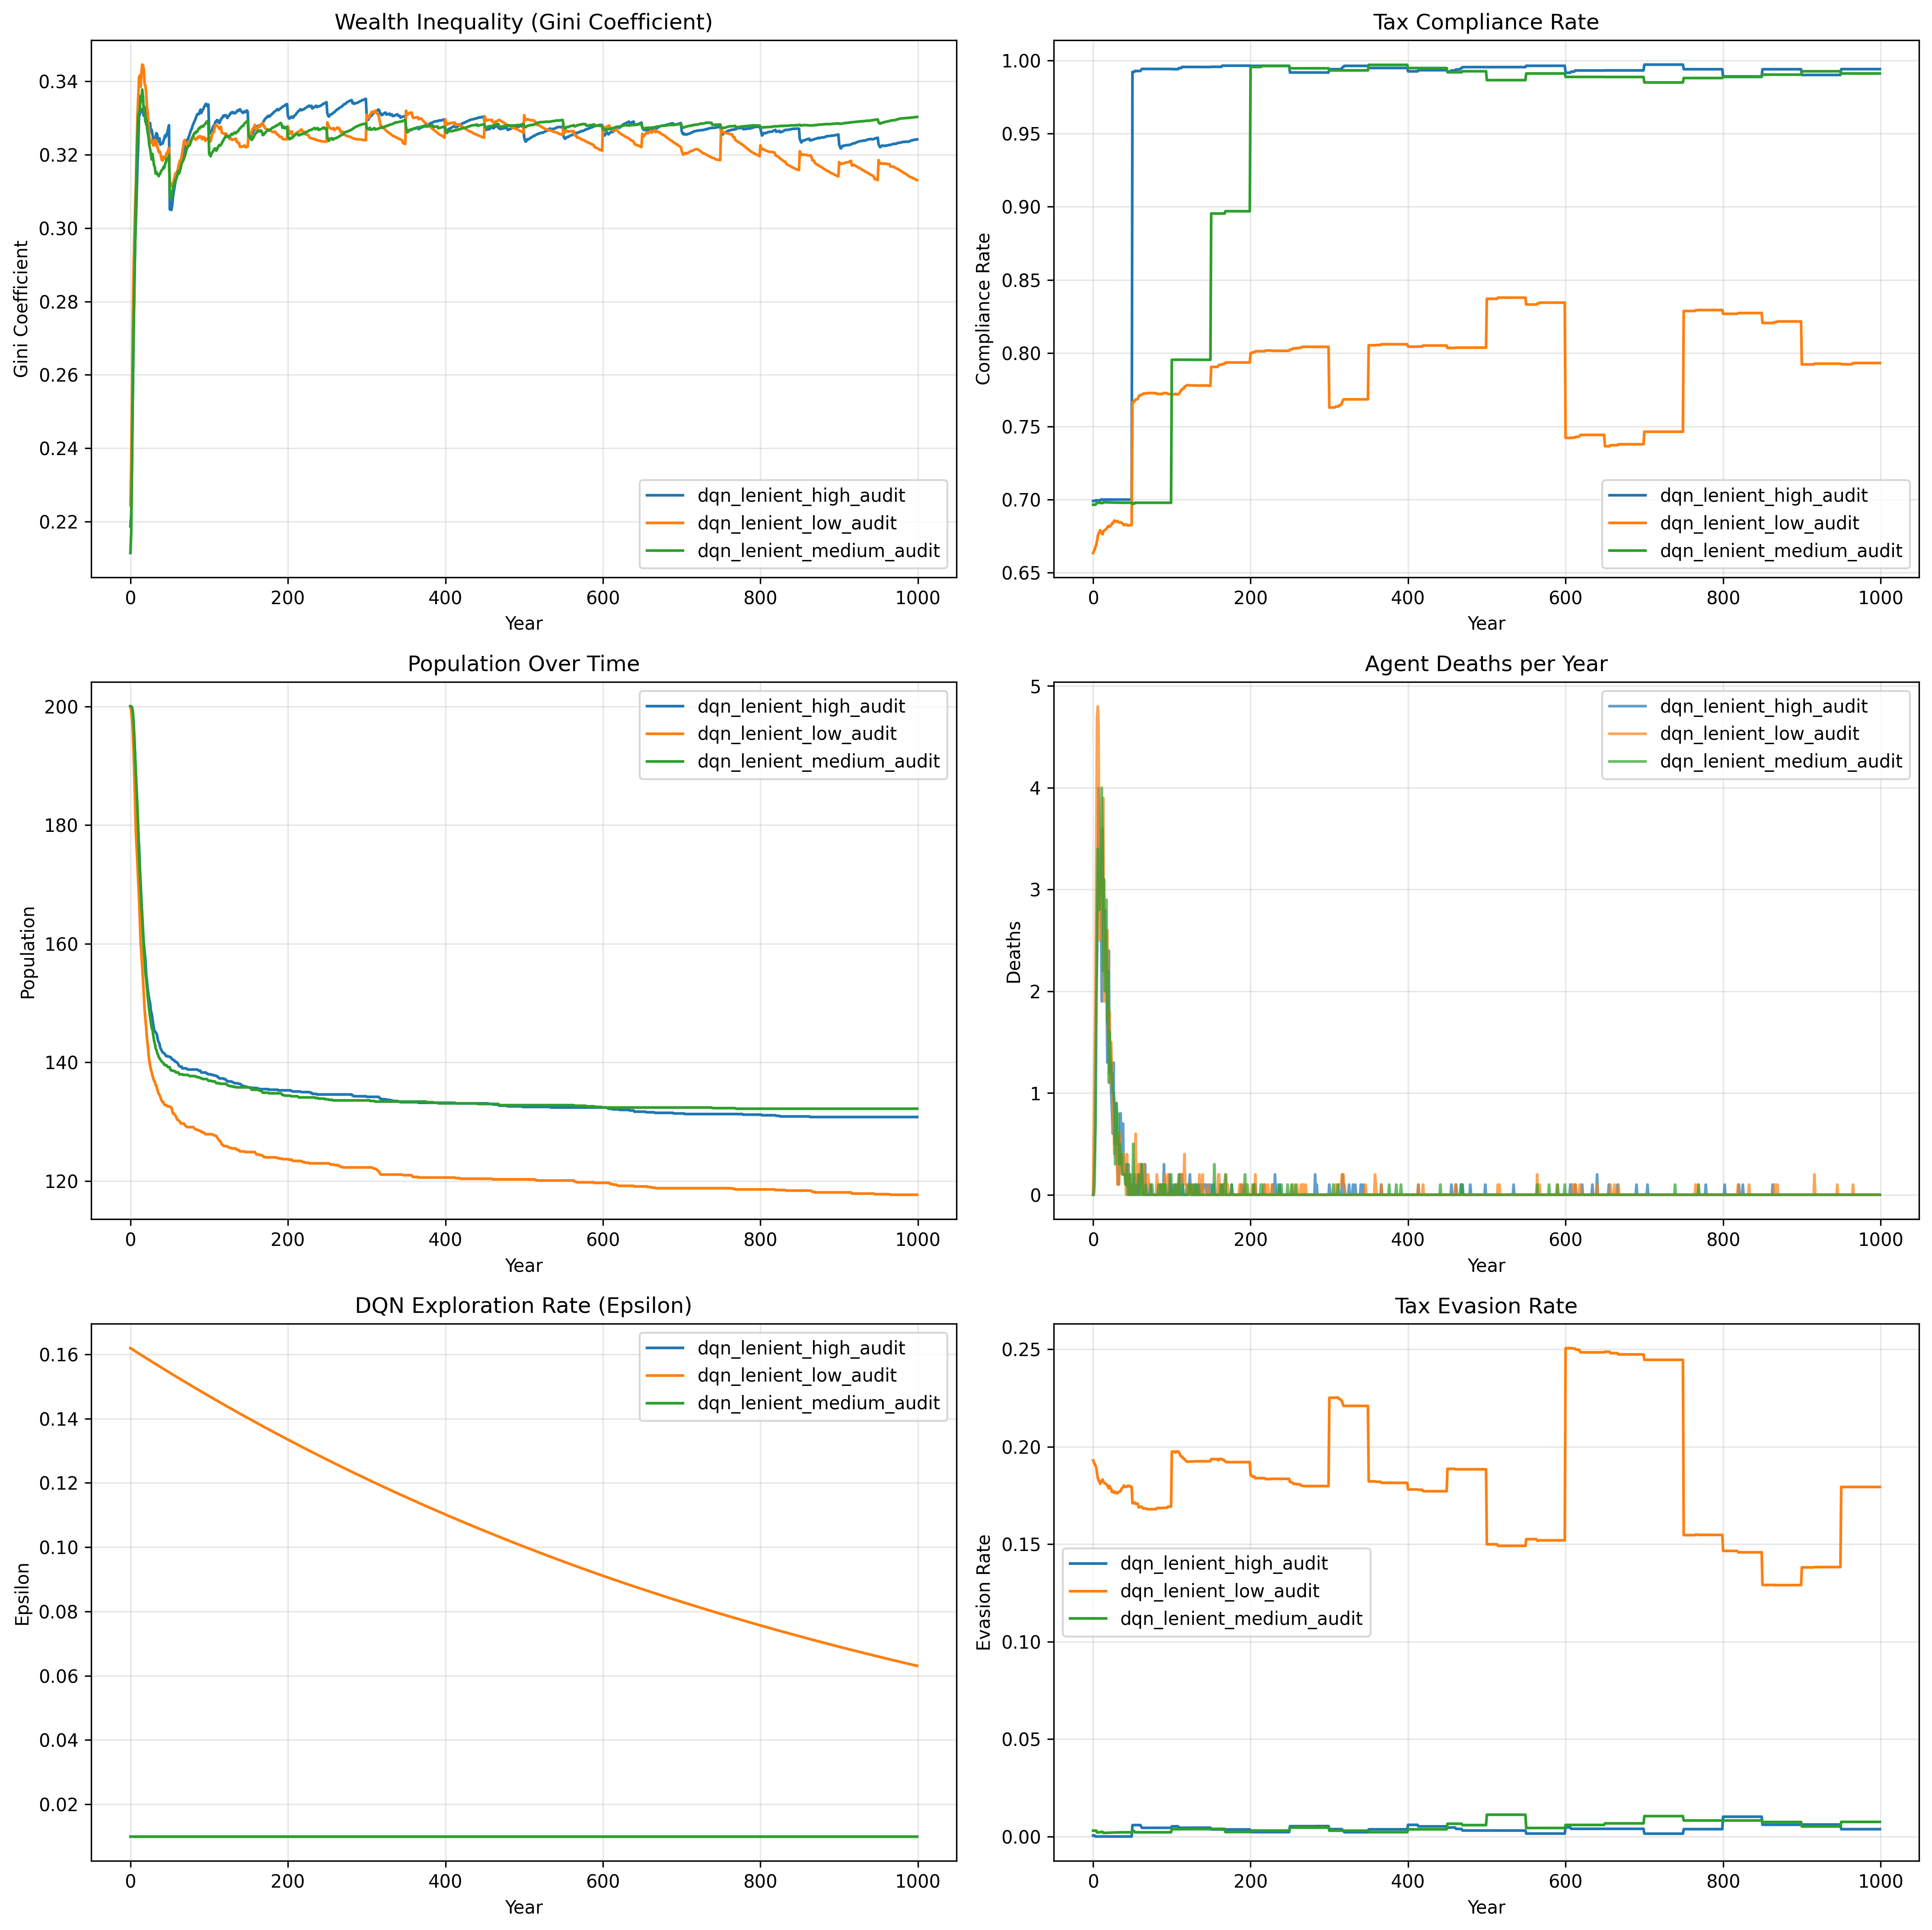 Wealth Inequality (Gini Coefficient)
Gini Coefficient
0.34
0.32
0.30
0.28
0.26
0.24
0.22
0
200
400
600
800
1000
Year
dqn_lenient_high_audit
dqn_lenient_low_audit
dqn_lenient_medium_audit
Tax Compliance Rate
Compliance Rate
1.00
0.95
0.90
0.85
0.80
0.75
0.70
0.65
0
200
400
600
800
1000
Year
dqn_lenient_high_audit
dqn_lenient_low_audit
dqn_lenient_medium_audit
Population Over Time
Population
200
180
160
140
120
0
200
400
600
800
1000
Year
dqn_lenient_high_audit
dqn_lenient_low_audit
dqn_lenient_medium_audit
Agent Deaths per Year
Deaths
5
4
3
2
1
0
0
200
400
600
800
1000
Year
dqn_lenient_high_audit
dqn_lenient_low_audit
dqn_lenient_medium_audit
DQN Exploration Rate (Epsilon)
Epsilon
0.16
0.14
0.12
0.10
0.08
0.06
0.04
0.02
0
200
400
600
800
1000
Year
dqn_lenient_high_audit
dqn_lenient_low_audit
dqn_lenient_medium_audit
Tax Evasion Rate
Evasion Rate
0.25
0.20
0.15
0.10
0.05
0.00
0
200
400
600
800
1000
Year
dqn_lenient_high_audit
dqn_lenient_low_audit
dqn_lenient_medium_audit